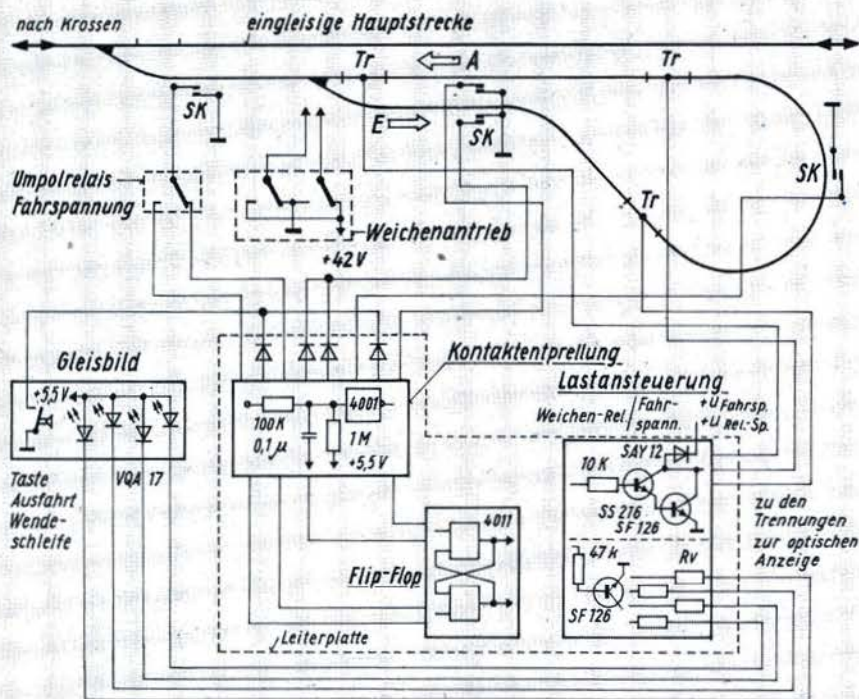 nach Krossen
eingleisige Hauptstrecke
Tr
A
Tr
SK
E
SK
SK
Umpolrelais
Fahrspannung
Tr
Weichenantrieb
+42V
Gleisbild
Kontaktentprellung
Lastansteuerung
+5,5V
Weichen-Rel.
Fahr-
spann.
+U Fahrsp.
+U Rel.-Sp.
100K
0,1µ
4001
1M
+5,5V
SAY12
10K
SS 216
SF 126
VQA 17
Taste
Ausfahrt
Wende-
schleife
4011
Flip-Flop
47k
Rv
SF 126
zu den
Trennungen
zur optischen
Anzeige
Leiterplatte